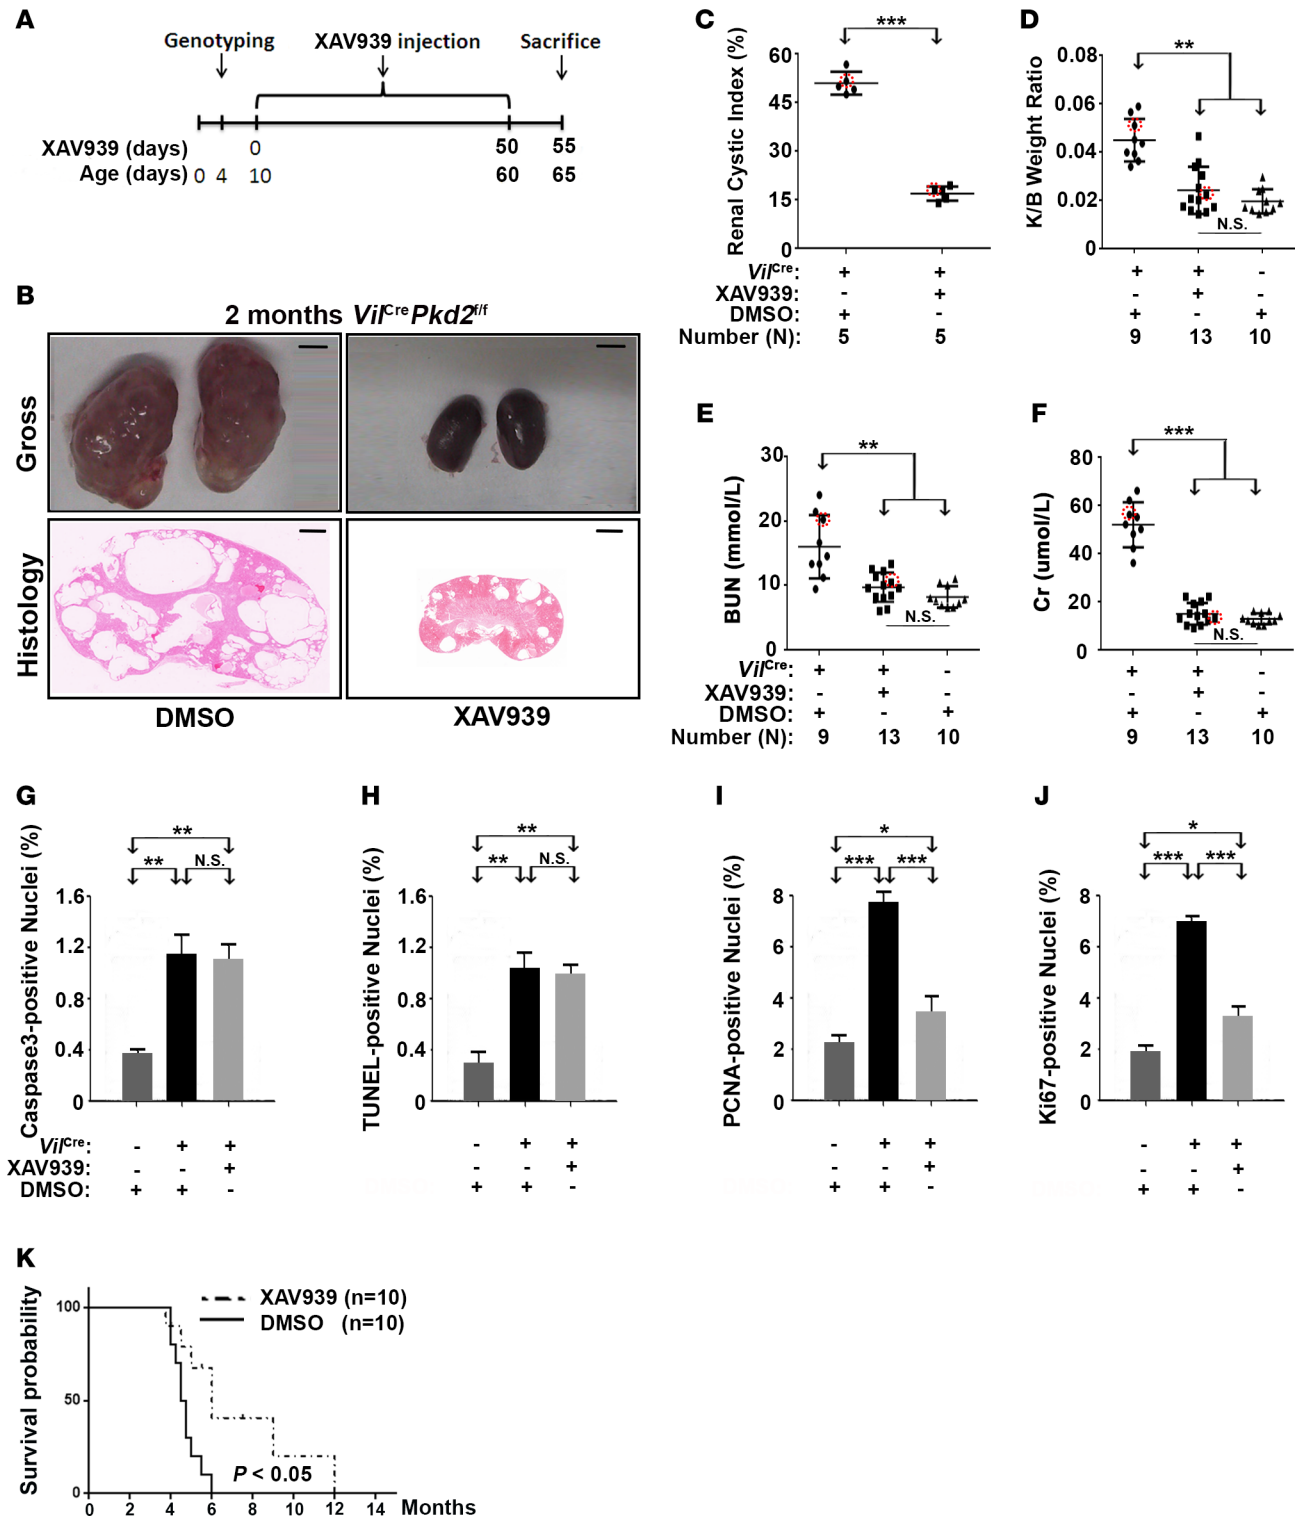 A
Genotyping XAV939 injection Sacrifice
XAV939 (days) 0 50 55
Age (days) 0 4 10 60 65
B
2 months VilCrePkd2f/f
Gross
Histology
DMSO XAV939
C
***
Renal Cystic Index (%)
60
45
30
15
0
VilCre: + +
XAV939: - +
DMSO: + -
Number (N): 5 5
D
**
K/B Weight Ratio
0.08
0.06
0.04
0.02
0
N.S.
+ + -
- + -
+ - +
9 13 10
E
**
BUN (mmol/L)
30
20
10
0
N.S.
VilCre: + + -
XAV939: - + -
DMSO: + - +
Number (N): 9 13 10
F
***
Cr (umol/L)
80
60
40
20
0
N.S.
+ + -
- + -
+ - +
9 13 10
G
**
** N.S.
Caspase3-positive Nuclei (%)
1.6
1.2
0.8
0.4
0
VilCre: - + +
XAV939: - - +
DMSO: + + -
H
**
** N.S.
TUNEL-positive Nuclei (%)
1.6
1.2
0.8
0.4
0
- + +
- - +
+ + -
I
*
*** ***
PCNA-positive Nuclei (%)
8
6
4
2
0
- + +
- - +
+ + -
J
*
*** ***
Ki67-positive Nuclei (%)
8
6
4
2
0
- + +
- - +
+ + -
K
Survival probability
100
50
0
XAV939 (n=10)
DMSO (n=10)
P < 0.05
0 2 4 6 8 10 12 14 Months